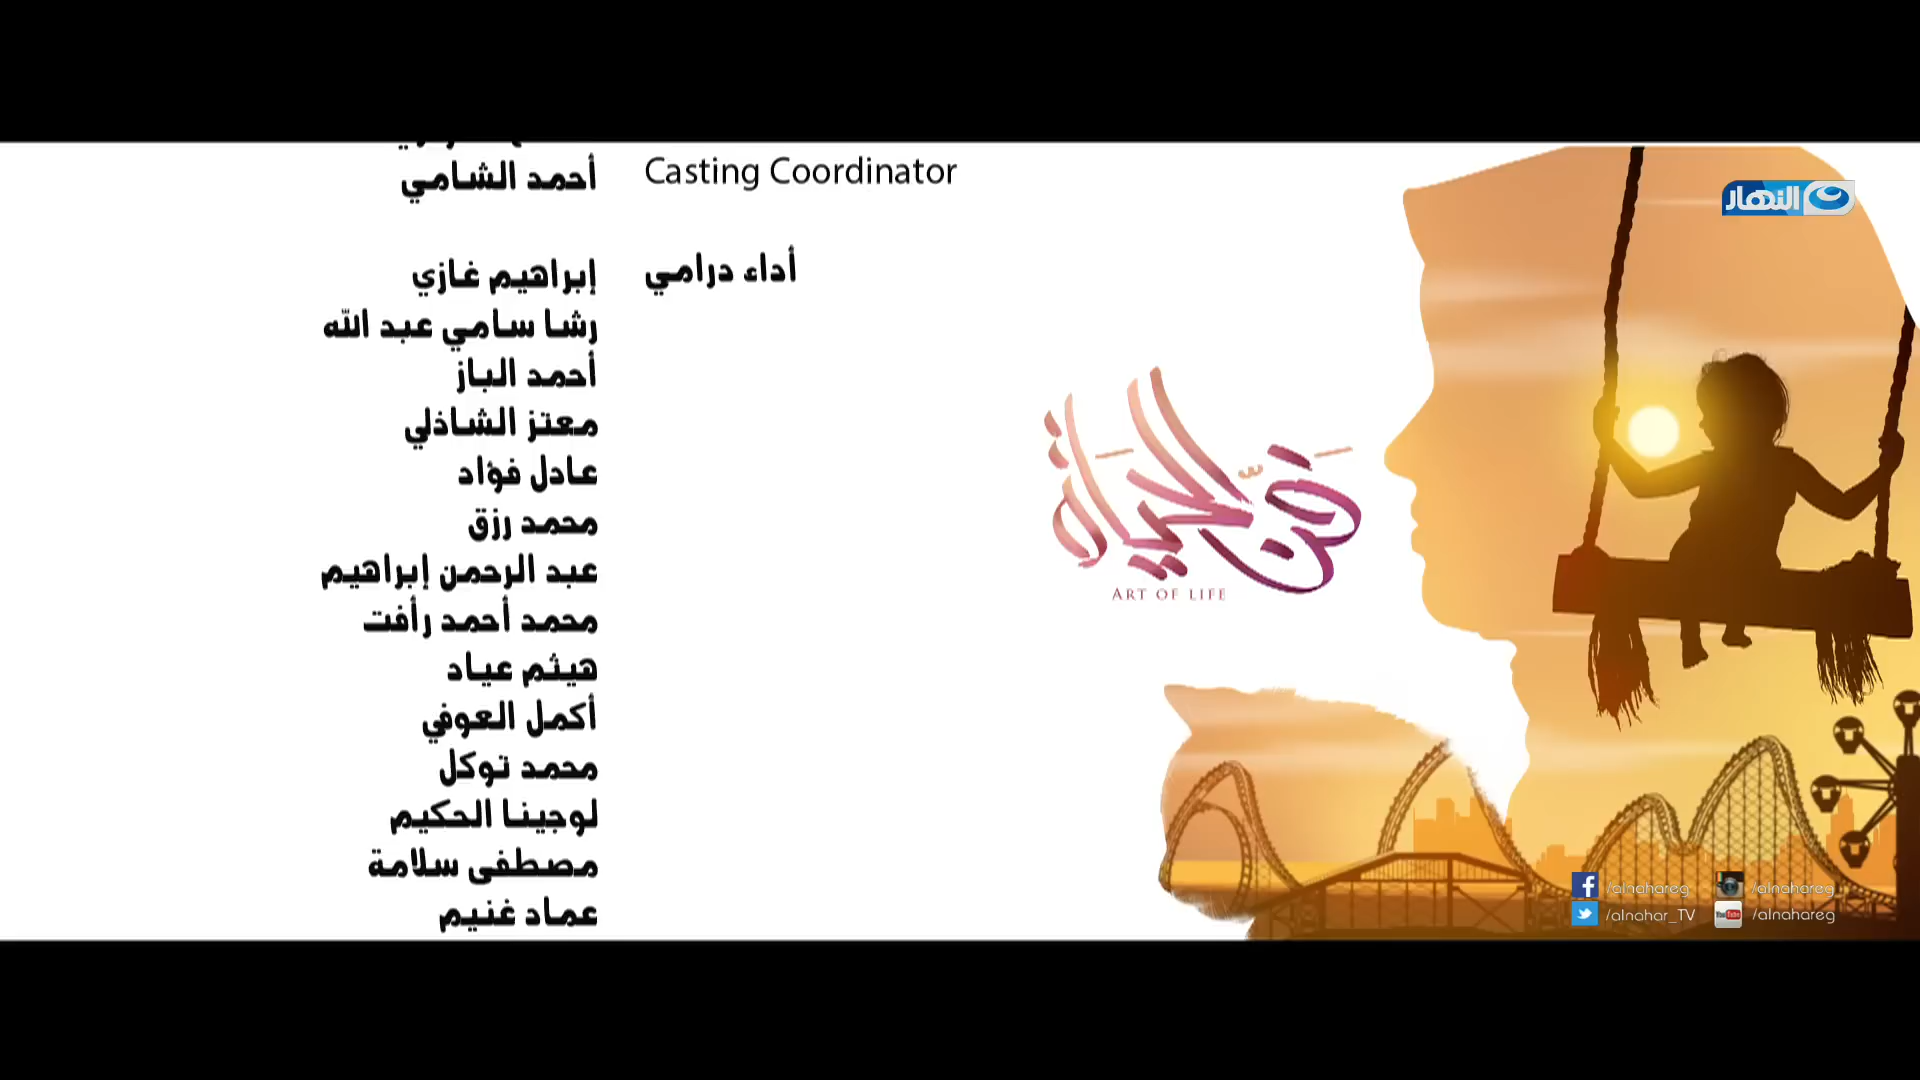 أحمد الشامي Casting Coordinator
أداء درامي إبراهيم غازي
رشا سامي عبد الله
أحمد الباز
معتز الشاذلي
عادل فؤاد
محمد رزق
عبد الرحمن إبراهيم
محمد أحمد رأفت
هيثم عياد
أكمل العوفي
محمد توكل
لوجينا الحكيم
مصطفى سلامة
عماد غنيم
فَنّ الحَياة
ART OF LIFE
النهار
/alnahareg
/alnahareg
/alnahar_TV
/alnahareg